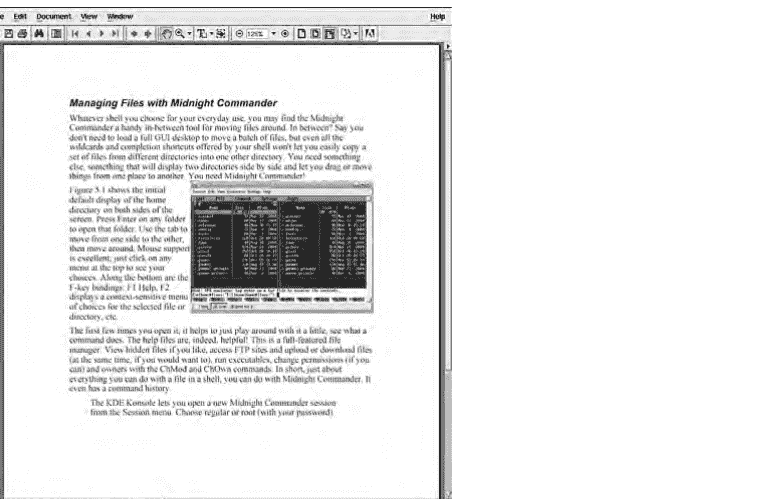 e Edit Document View Window Help
125%
Managing Files with Midnight Commander
Whatever shell you choose for your everyday use, you may find the Midnight
Commander a handy in-between tool for moving files around. In between? Say you
don't need to load a full GUI desktop to move a batch of files, but even all the
wildcards and completion shortcuts offered by your shell won't let you easily copy a
set of files from different directories into one other directory. You need something
else, something that will display two directories side by side and let you drag or move
things from one place to another. You need Midnight Commander!
Figure 5.1 shows the initial
default display of the home
directory on both sides of the
screen. Press Enter on any folder
to open that folder. Use the tab to
move from one side to the other,
then move around. Mouse support
is excellent; just click on any
menu at the top to see your
choices. Along the bottom are the
F-key bindings: F1 Help, F2
displays a context-sensitive menu
of choices for the selected file or
directory, etc.
The first few times you open it, it helps to just play around with it a little, see what a
command does. The help files are, indeed, helpful! This is a full-featured file
manager. View hidden files if you like, access FTP sites and upload or download files
(at the same time, if you would want to), run executables, change permissions (if you
can) and owners with the ChMod and ChOwn commands. In short, just about
everything you can do with a file in a shell, you can do with Midnight Commander. It
even has a command history.
The KDE Konsole lets you open a new Midnight Commander session
from the Session menu. Choose regular or root (with your password).